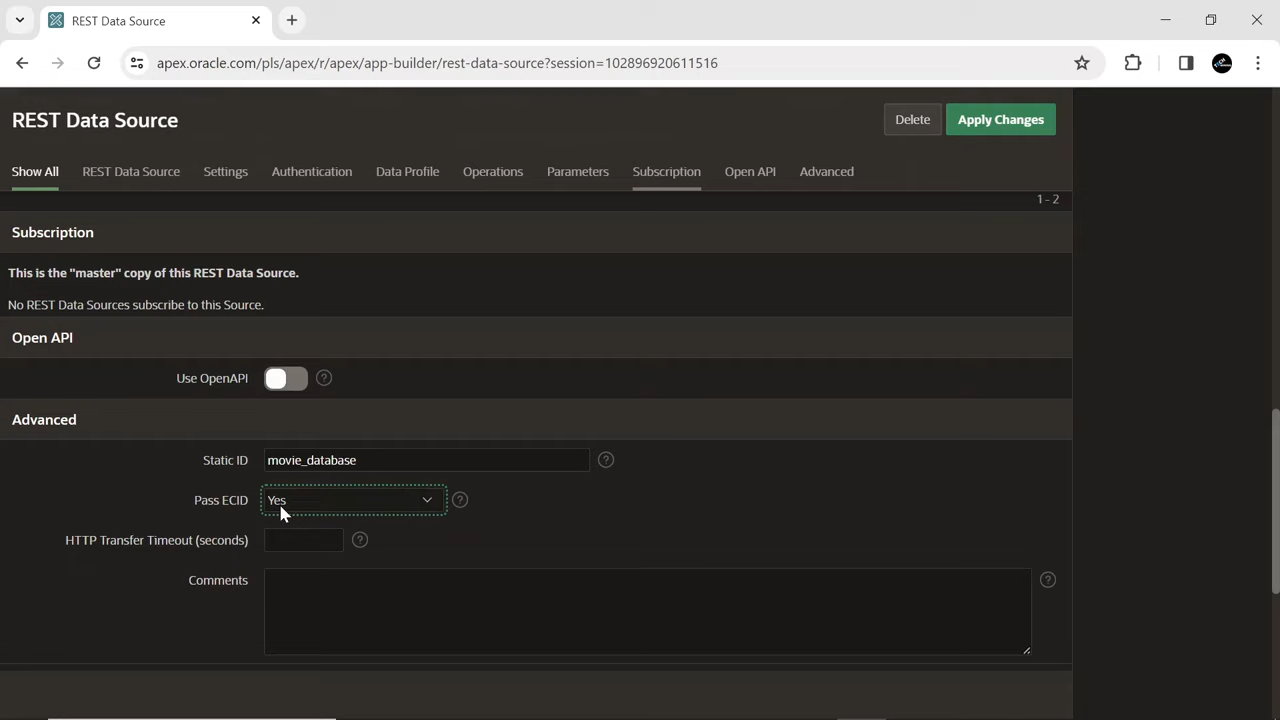 REST Data Source
apex.oracle.com/pls/apex/r/apex/app-builder/rest-data-source?session=102896920611516
REST Data Source
Delete
Apply Changes
Show All
REST Data Source
Settings
Authentication
Data Profile
Operations
Parameters
Subscription
Open API
Advanced
1 - 2
Subscription
This is the "master" copy of this REST Data Source.
No REST Data Sources subscribe to this Source.
Open API
Use OpenAPI
?
Advanced
Static ID
movie_database
?
Pass ECID
Yes
?
HTTP Transfer Timeout (seconds)
?
Comments
?